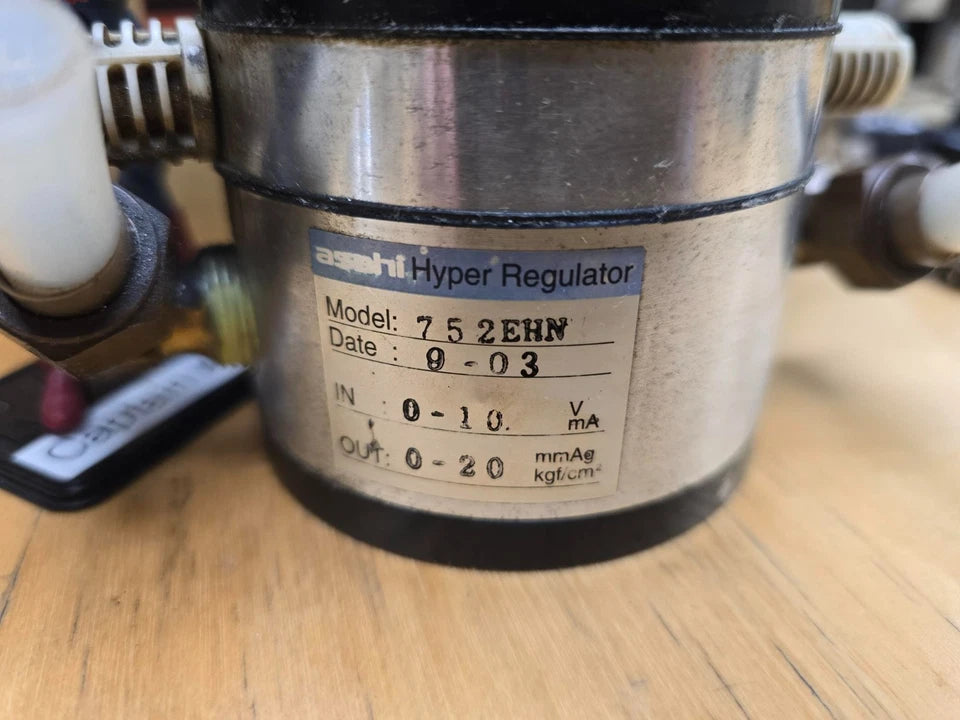 asahi Hyper Regulator
Model: 752EHN
Date : 9-03
IN : 0-10. V mA
OUT: 0-20 mmAg kgf/cm²
Captain